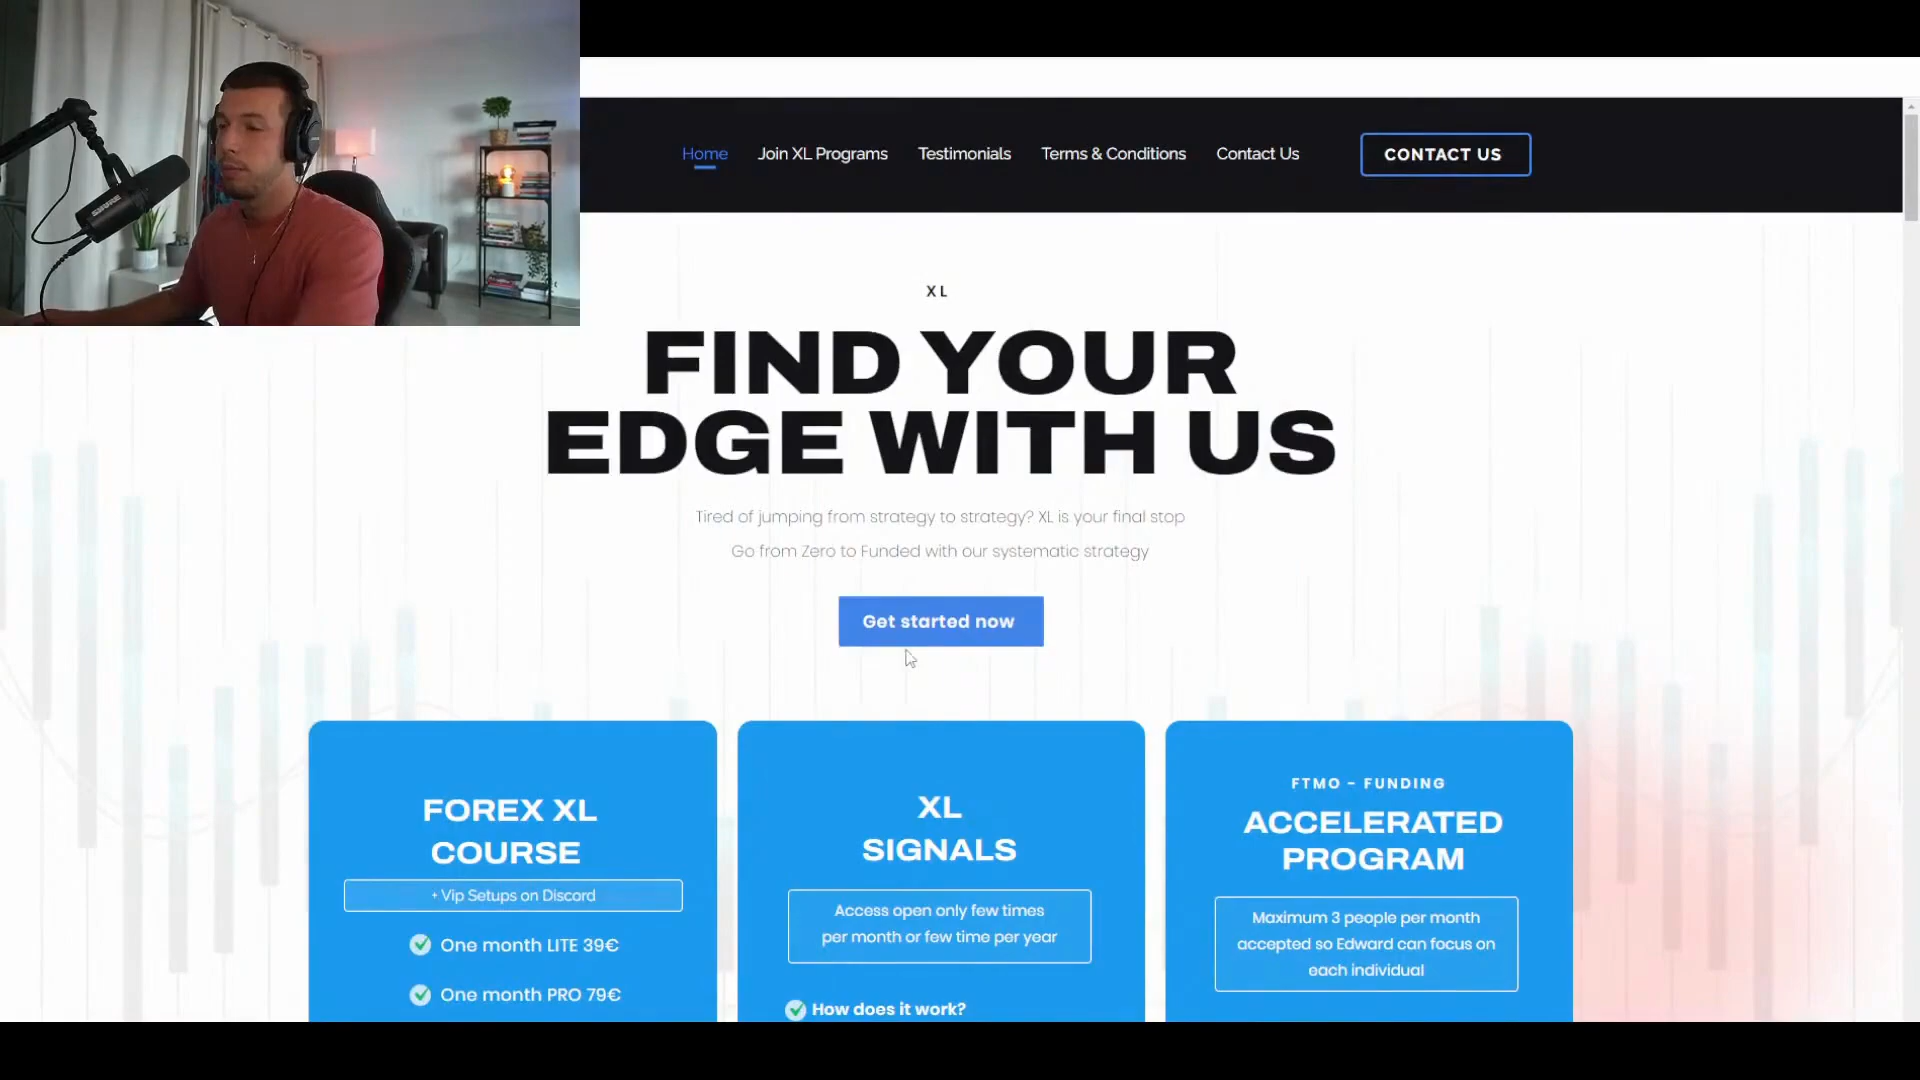 SHURE
Home
Join XL Programs
Testimonials
Terms & Conditions
Contact Us
CONTACT US
XL
FIND YOUR
EDGE WITH US
Tired of jumping from strategy to strategy? XL is your final stop
Go from Zero to Funded with our systematic strategy
Get started now
FOREX XL
COURSE
+ Vip Setups on Discord
One month LITE 39€
One month PRO 79€
XL
SIGNALS
Access open only few times
per month or few time per year
How does it work?
FTMO - FUNDING
ACCELERATED
PROGRAM
Maximum 3 people per month
accepted so Edward can focus on
each individual